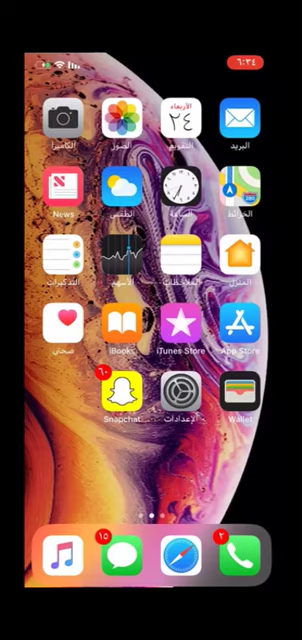 ٦:٣٤
الأربعاء
٢٤
البريد
التقويم
الصور
الكاميرا
الخرائط
280
الساعة
الطقس
News
المنزل
الملاحظات
الأسهم
التذكيرات
App Store
iTunes Store
iBooks
صحتي
٦٠
Wallet
الإعدادات
Snapchat
٢
١٥